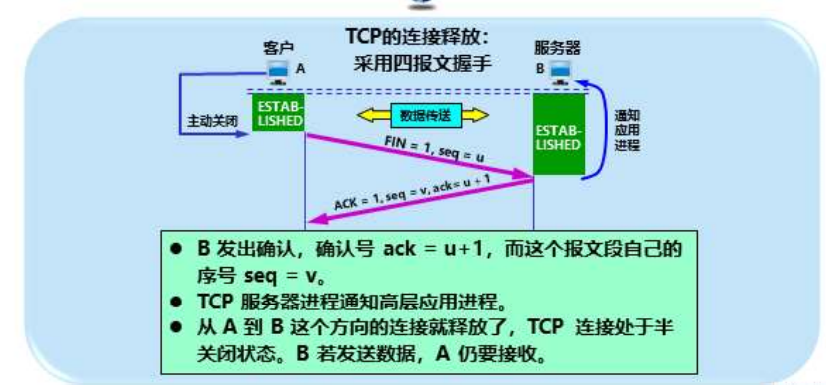 TCP的连接释放：
采用四报文握手
客户
A
服务器
B
主动关闭
ESTAB-
LISHED
数据传送
ESTAB-
LISHED
通知
应用
进程
FIN = 1, seq = u
ACK = 1, seq = v, ack= u + 1
● B 发出确认，确认号 ack = u+1，而这个报文段自己的
序号 seq = v。
● TCP 服务器进程通知高层应用进程。
● 从 A 到 B 这个方向的连接就释放了，TCP 连接处于半
关闭状态。B 若发送数据，A 仍要接收。